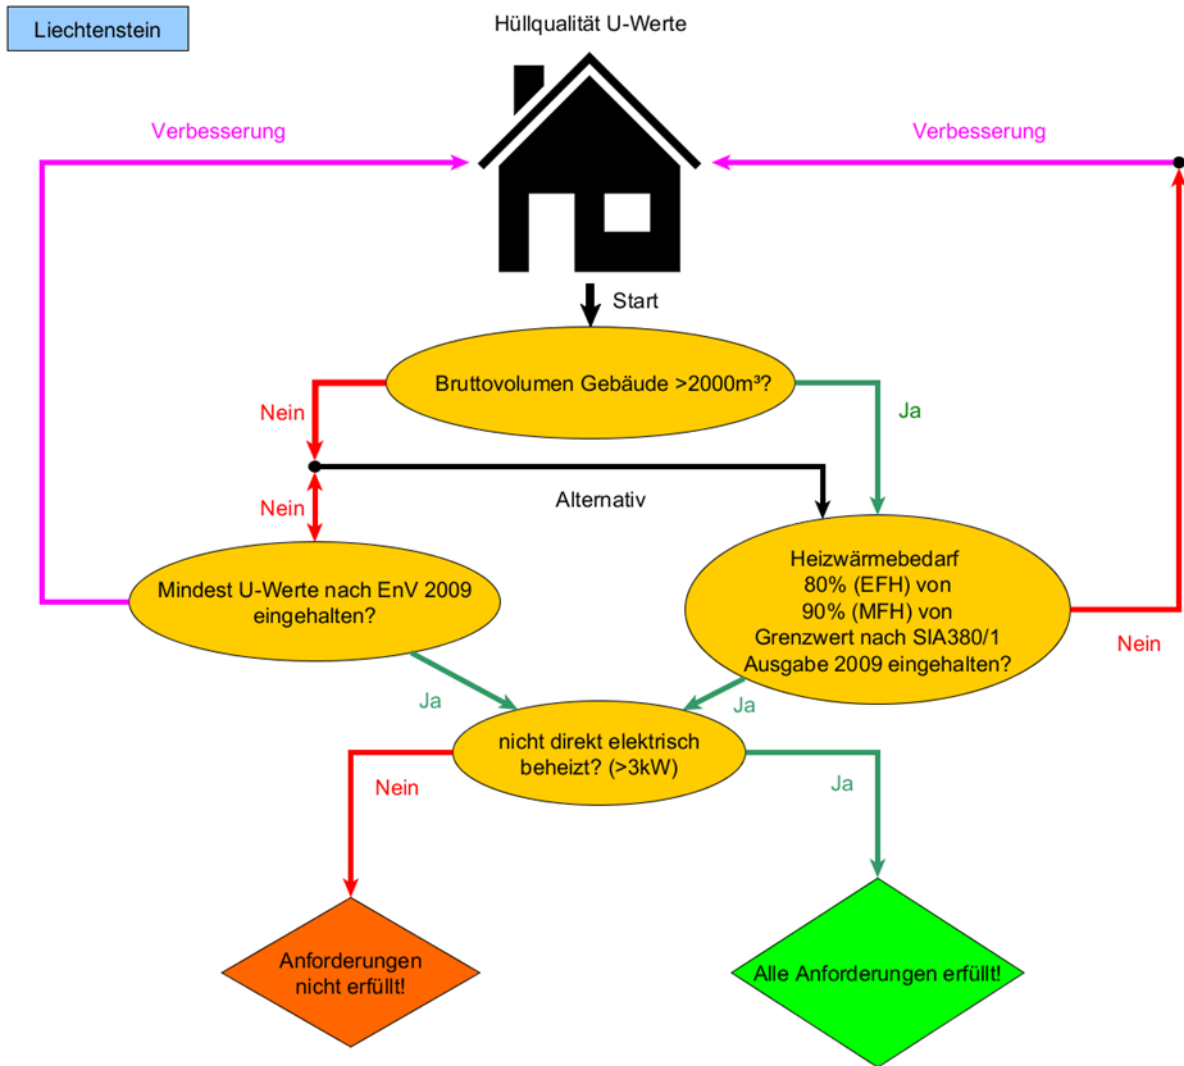 Liechtenstein
Hüllqualität U-Werte
Verbesserung
Verbesserung
Start
Bruttovolumen Gebäude >2000m³?
Nein
Ja
Nein
Alternativ
Mindest U-Werte nach EnV 2009
eingehalten?
Heizwärmebedarf
80% (EFH) von
90% (MFH) von
Grenzwert nach SIA380/1
Ausgabe 2009 eingehalten?
Nein
Ja
Ja
nicht direkt elektrisch
beheizt? (>3kW)
Nein
Ja
Anforderungen
nicht erfüllt!
Alle Anforderungen erfüllt!